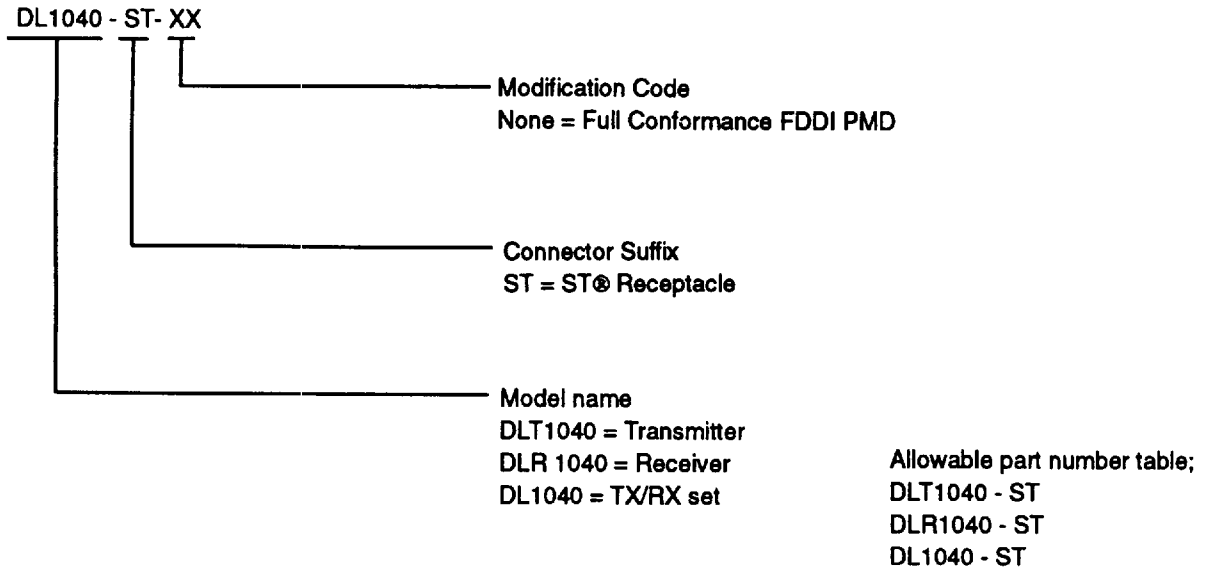 DL1040 - ST- XX
Modification Code
None = Full Conformance FDDI PMD
Connector Suffix
ST = ST® Receptacle
Model name
DLT1040 = Transmitter
DLR 1040 = Receiver
DL1040 = TX/RX set
Allowable part number table;
DLT1040 - ST
DLR1040 - ST
DL1040 - ST